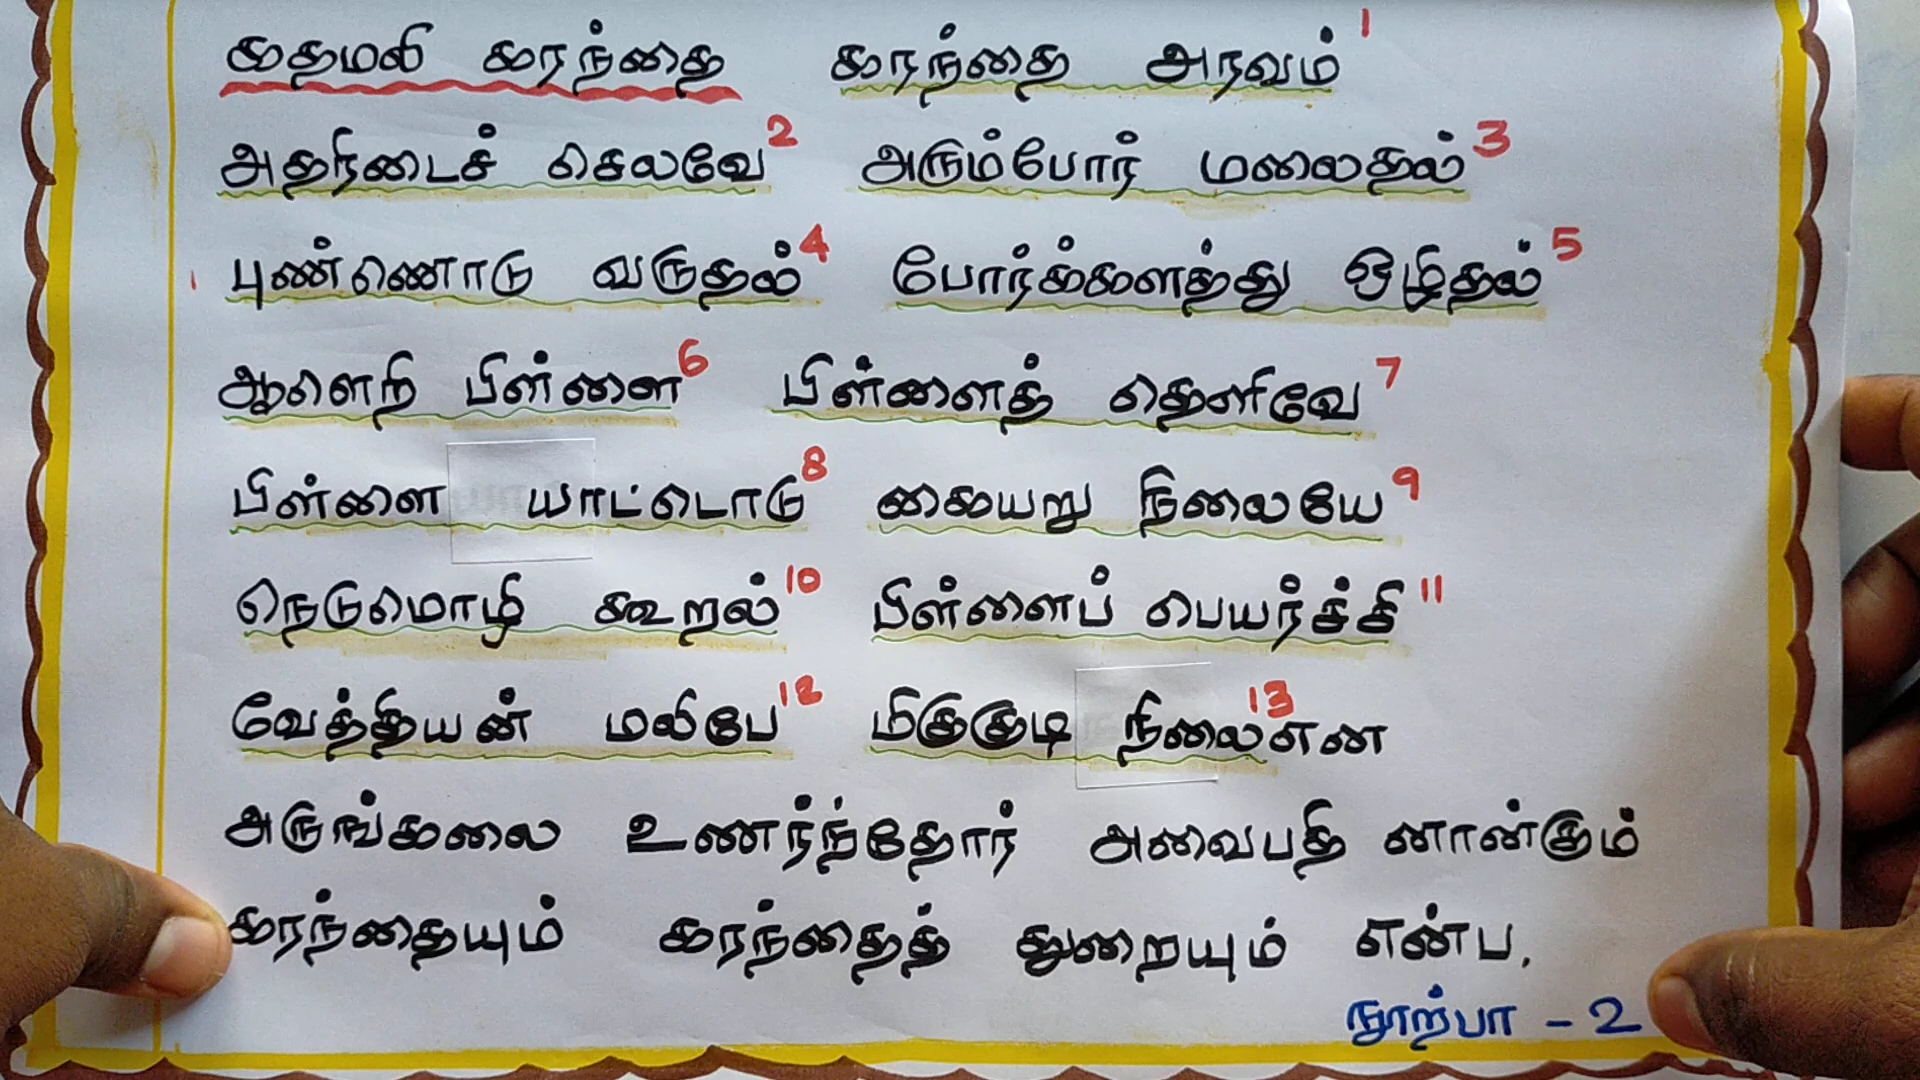 கதமலி கரந்தை கரந்தை அரவம் 1
அதரிடைச் செலவே 2 அரும்போர் மலைதல் 3
புண்ணொடு வருதல் 4 போர்க்களத்து ஒழிதல் 5
ஆளெறி பிள்ளை 6 பிள்ளைத் தெளிவே 7
பிள்ளை யாட்டொடு 8 கையறு நிலையே 9
நெடுமொழி கூறல் 10 பிள்ளைப் பெயர்ச்சி 11
வேத்தியன் மலிபே 12 மிகுகுடி நிலை 13 என
அருங்கலை உணர்ந்தோர் அவைபதி னான்கும்
கரந்தையும் கரந்தைத் துறையும் என்ப.
நூற்பா - 2